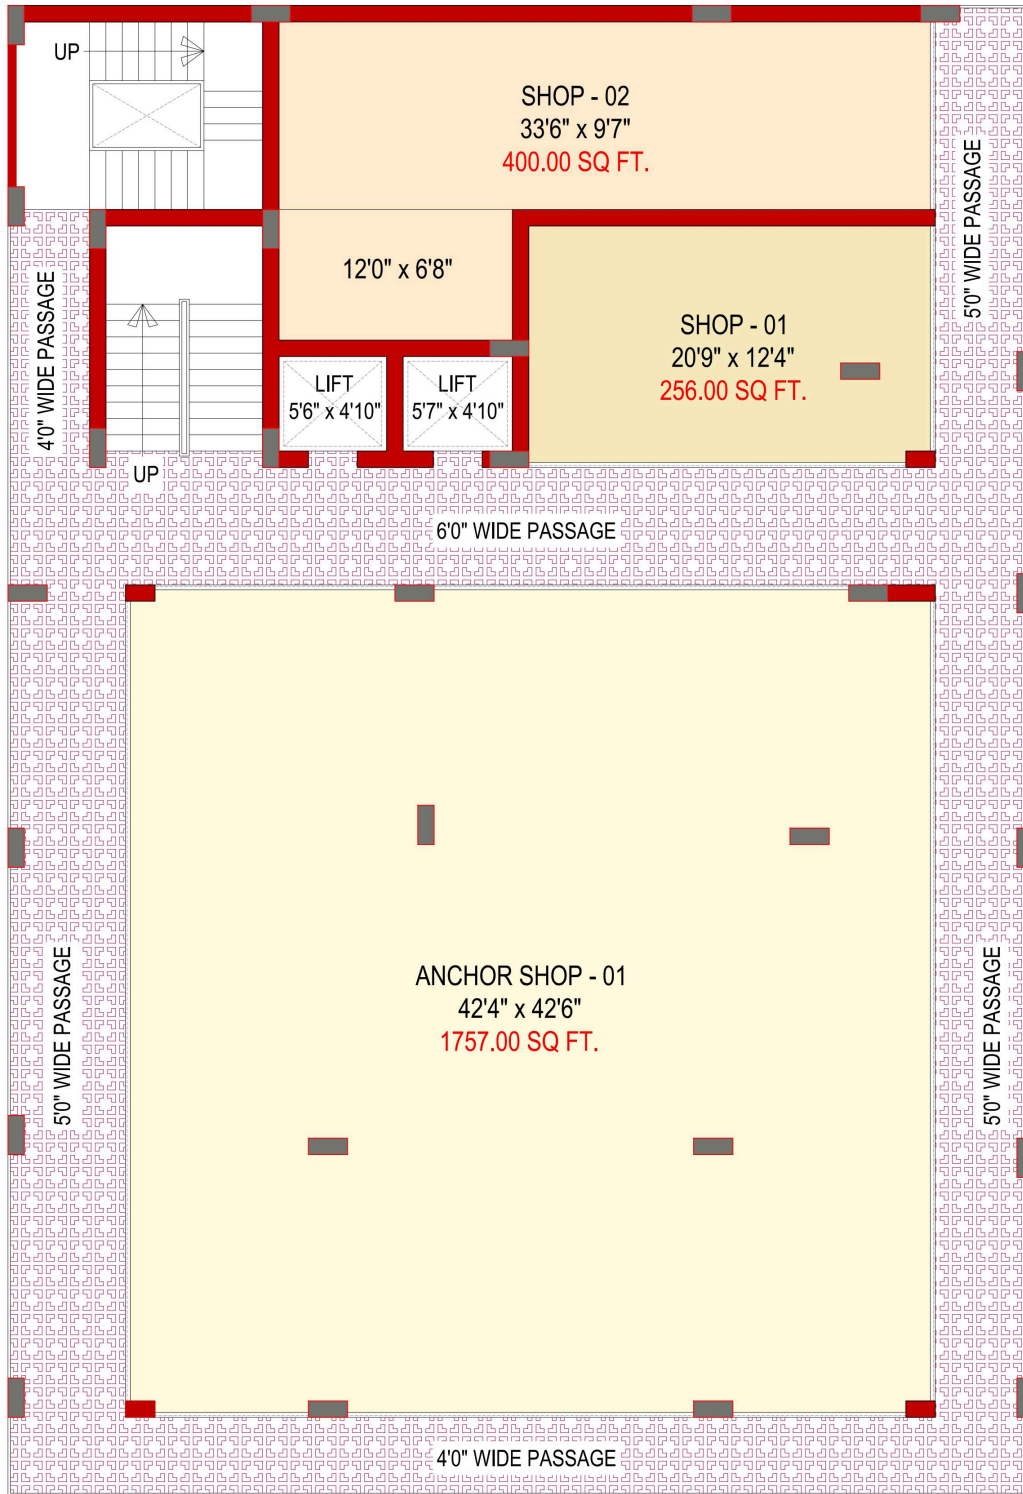 UP
SHOP - 02
33'6" x 9'7"
400.00 SQ FT.
5'0" WIDE PASSAGE
12'0" x 6'8"
4'0" WIDE PASSAGE
SHOP - 01
20'9" x 12'4"
256.00 SQ FT.
LIFT
5'6" x 4'10"
LIFT
5'7" x 4'10"
UP
6'0" WIDE PASSAGE
ANCHOR SHOP - 01
42'4" x 42'6"
1757.00 SQ FT.
5'0" WIDE PASSAGE
5'0" WIDE PASSAGE
4'0" WIDE PASSAGE